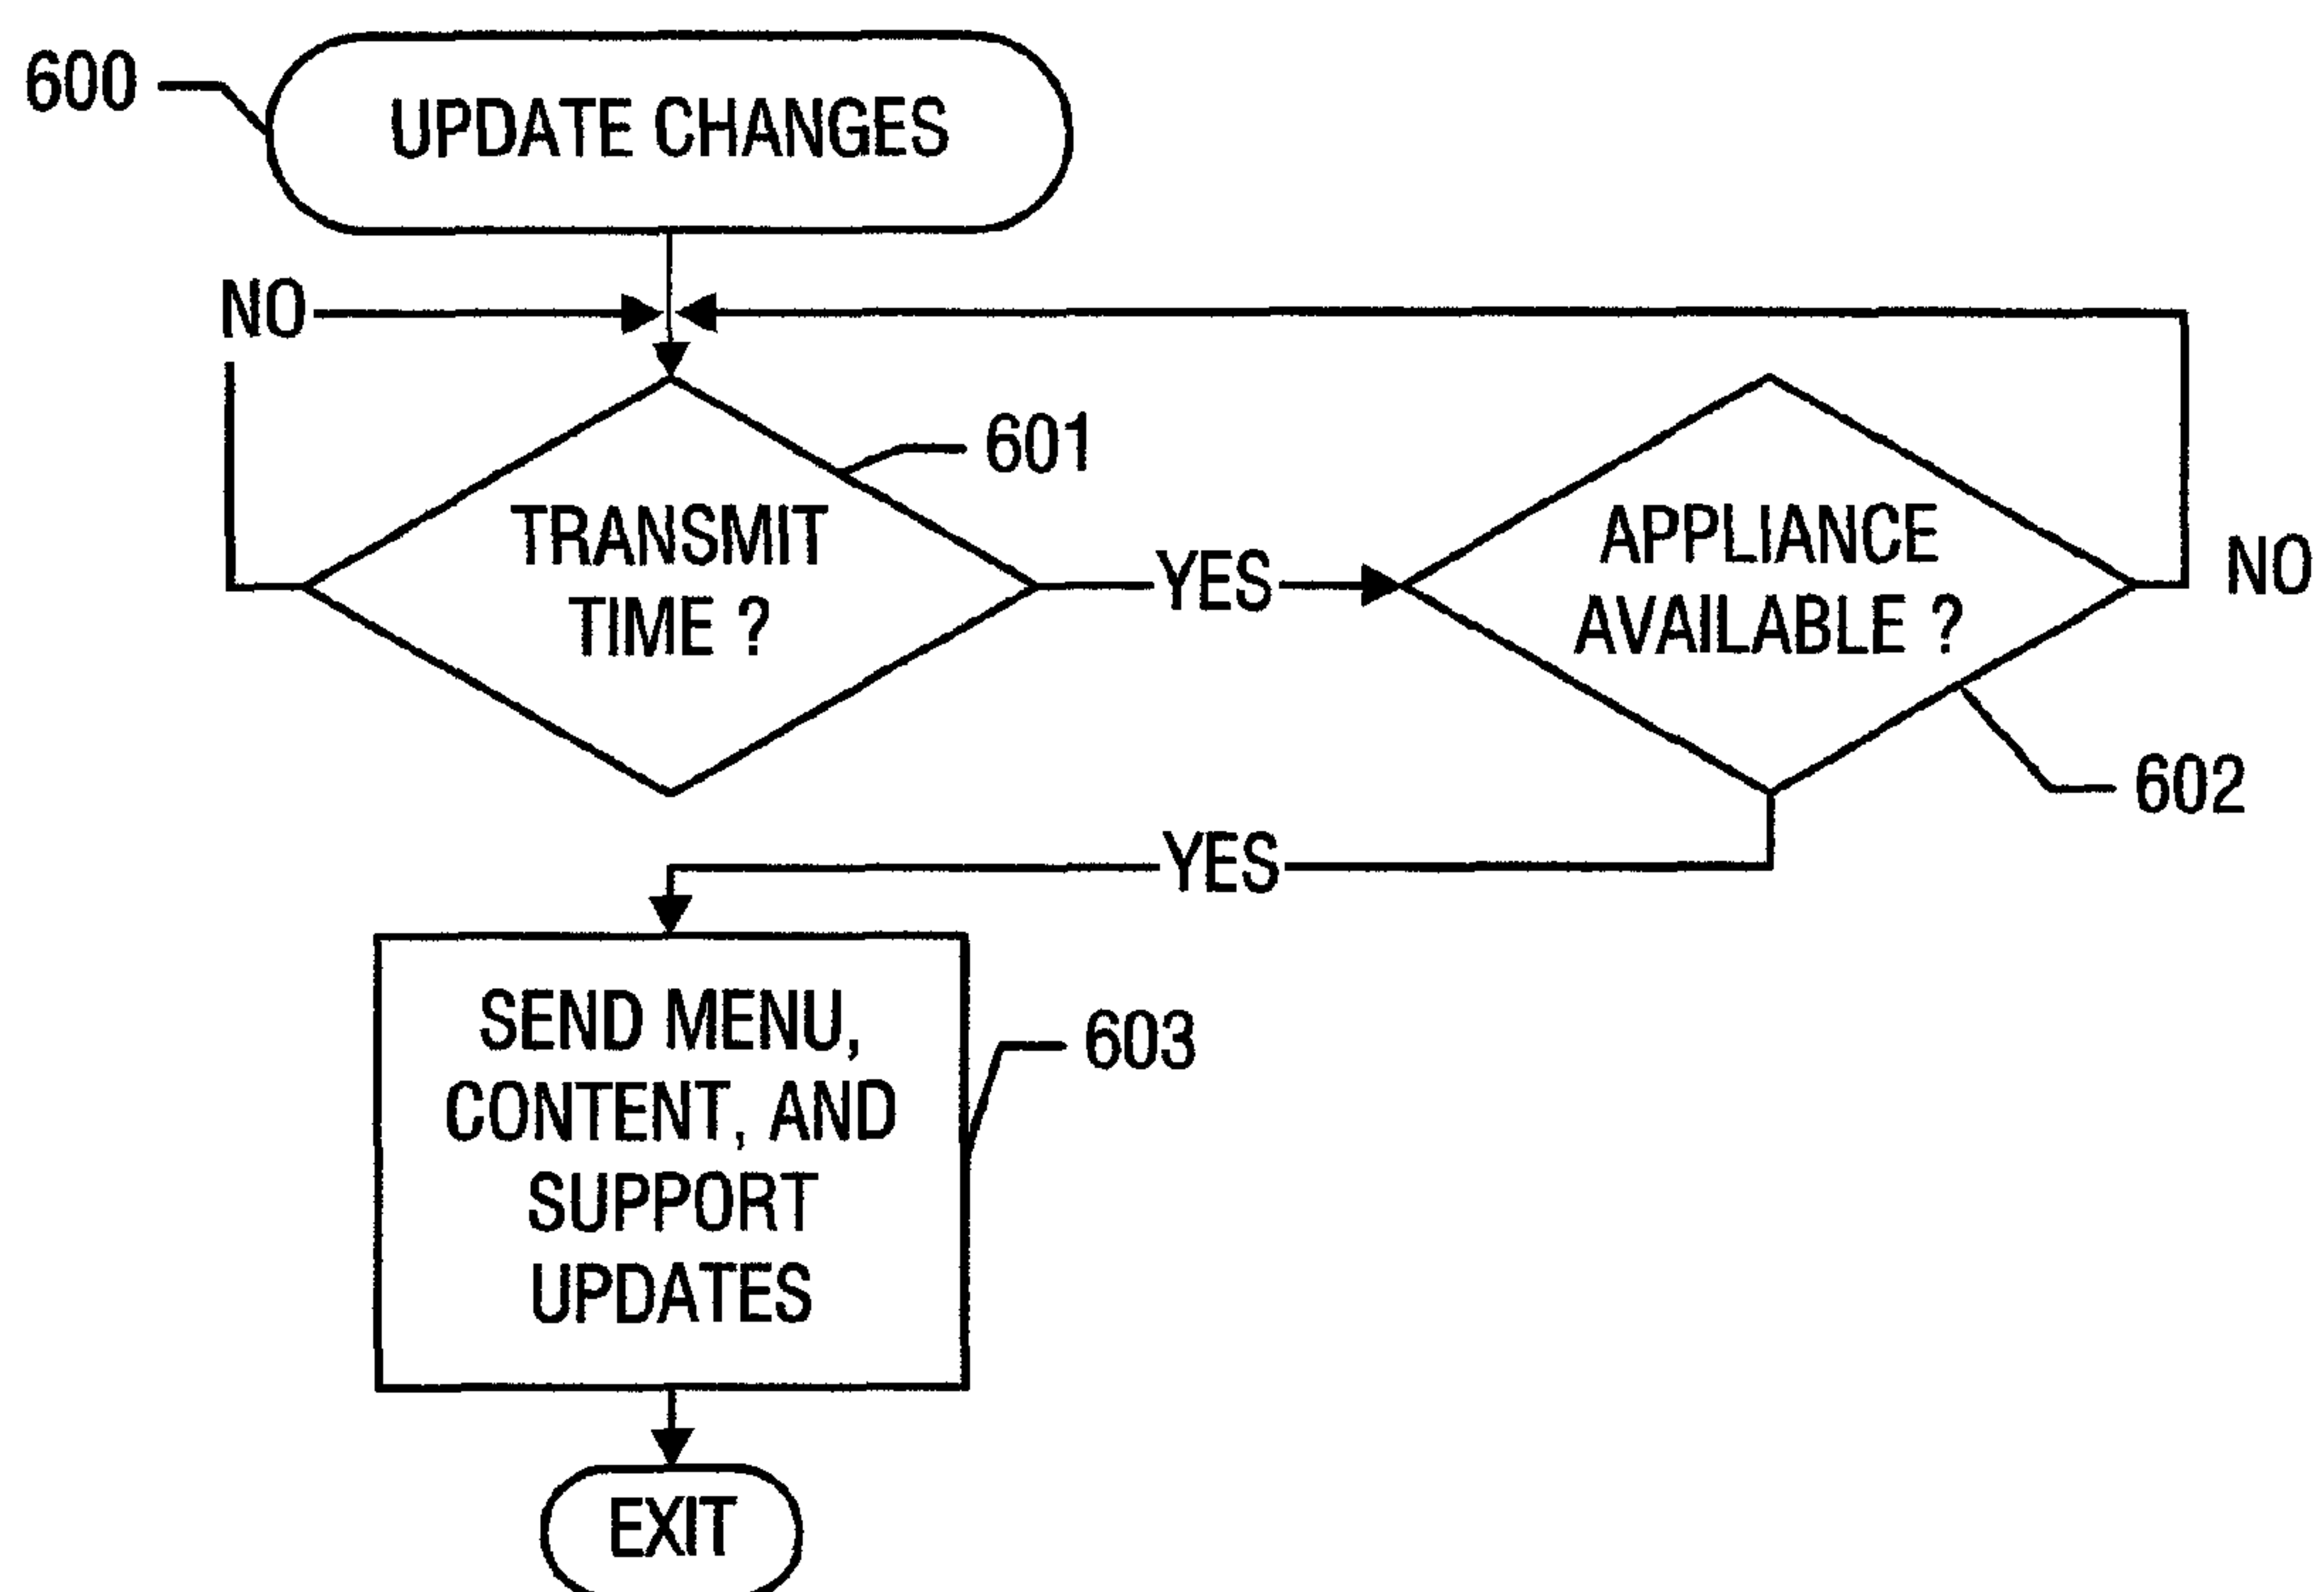 600
UPDATE CHANGES
NO
601
TRANSMIT
TIME ?
YES
APPLIANCE
AVAILABLE ?
NO
602
YES
SEND MENU,
CONTENT, AND
SUPPORT
UPDATES
603
EXIT